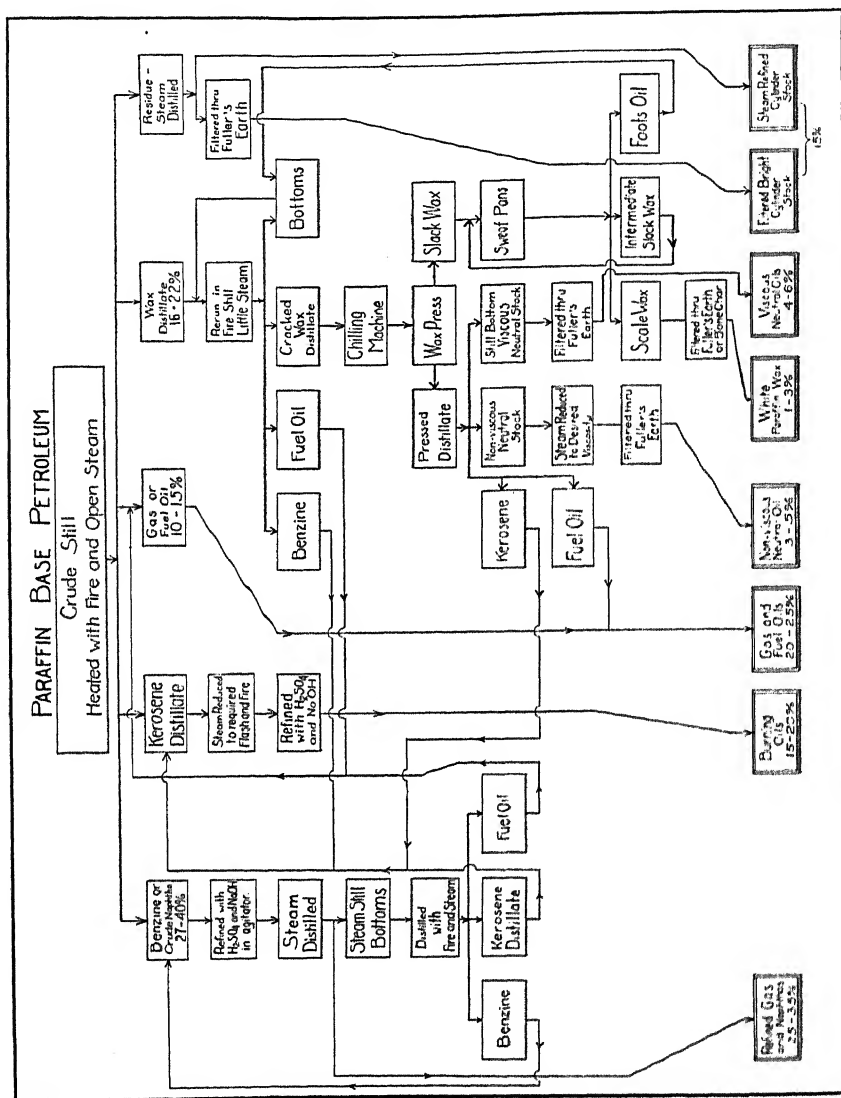 PARAFFIN BASE PETROLEUM
Crude Still
Heated with Fire and Open Steam
Benzine or
Crude Naphtha
27-40%
Kerosene
Distillate
Gas or
Fuel Oil
10-15%
Wax
Distillate
16-22%
Residue-
Steam
Distilled
Refined with
H2SO4 and NaOH
in agitator.
Steam Reduced
to required
Flash and Fire
Rerun in
Fire Still
Little Steam
Filtered thru
Fuller's
Earth
Steam
Distilled
Refined
with H2SO4
and NaOH
Benzine
Fuel Oil
Cracked
Wax
Distillate
Bottoms
Steam Still
Bottoms
Chilling
Machine
Distilled
with
Fire and Steam
Pressed
Distillate
Wax Press
Slack Wax
Benzine
Kerosene
Distillate
Fuel Oil
Kerosene
Non-viscous
Neutral
Stock
Still Bottom
Viscous
Neutral Stock
Sweat Pans
Fuel Oil
Steam Reduced
to Desired
Viscosity
Filtered thru
Fuller's
Earth
Filtered thru
Fuller's
Earth
Scale Wax
Intermediate
Slack Wax
Foots Oil
Filtered thru
Fuller's Earth
or Bone Char
Refined Gas
and Naphthas
25-35%
Burning
Oils
15-20%
Gas and
Fuel Oils
20-25%
Non-viscous
Neutral Oil
3-5%
White
Paraffin Wax
1-3%
Viscous
Neutral Oils
4-6%
Filtered Bright
Cylinder
Stock
Steam Refined
Cylinder
Stock
15%